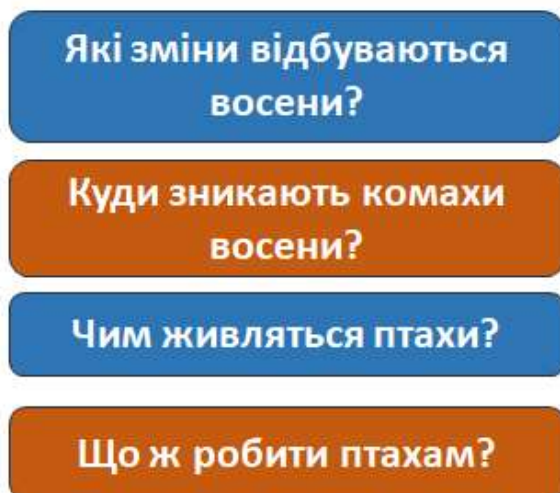 Які зміни відбуваються
восени?
Куди зникають комахи
восени?
Чим живляться птахи?
Що ж робити птахам?